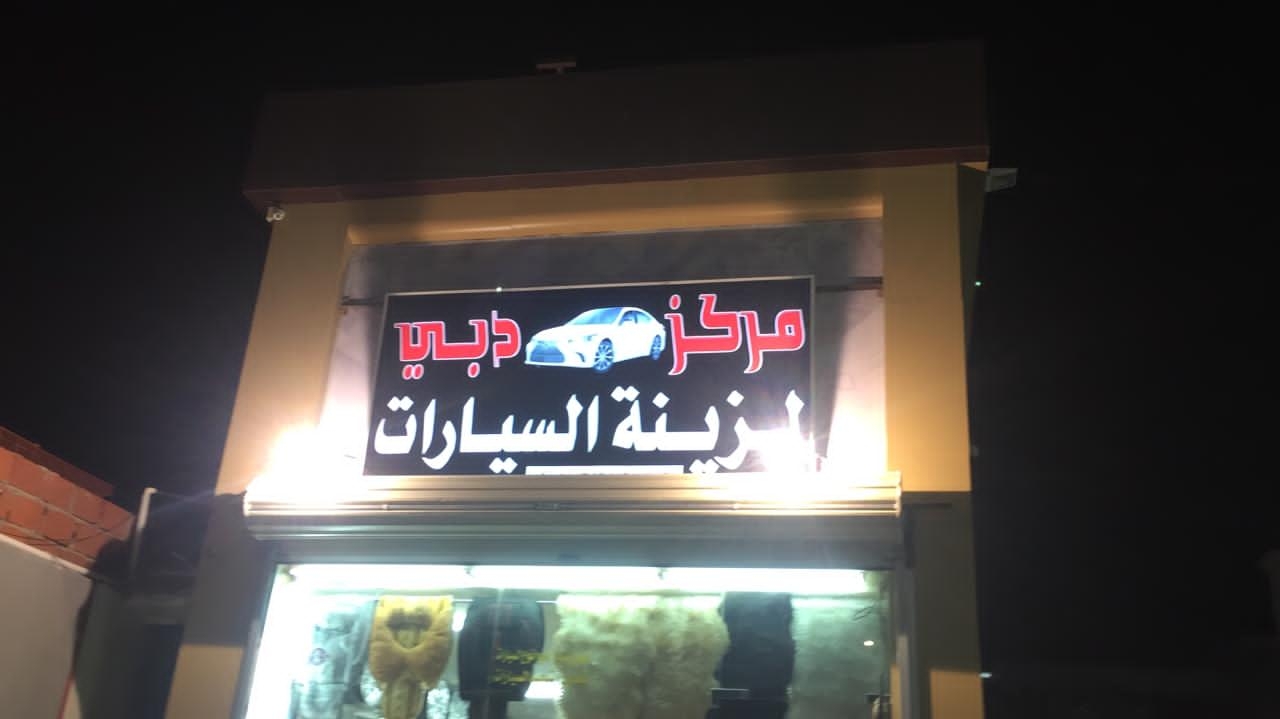 مركز دبي
لزينة السيارات